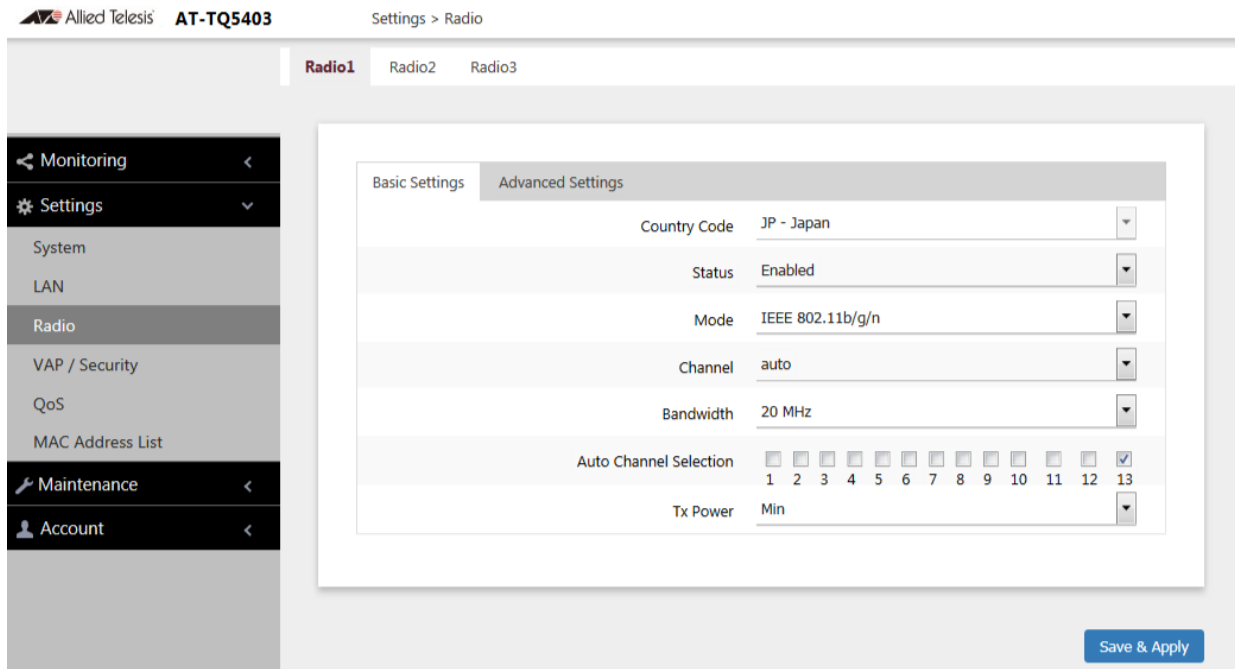 Allied Telesis AT-TQ5403 Settings > Radio
Radio1 Radio2 Radio3
Monitoring
Settings
System
LAN
Radio
VAP / Security
QoS
MAC Address List
Maintenance
Account
Basic Settings Advanced Settings
Country Code JP - Japan
Status Enabled
Mode IEEE 802.11b/g/n
Channel auto
Bandwidth 20 MHz
Auto Channel Selection
1 2 3 4 5 6 7 8 9 10 11 12 13
Tx Power Min
Save & Apply